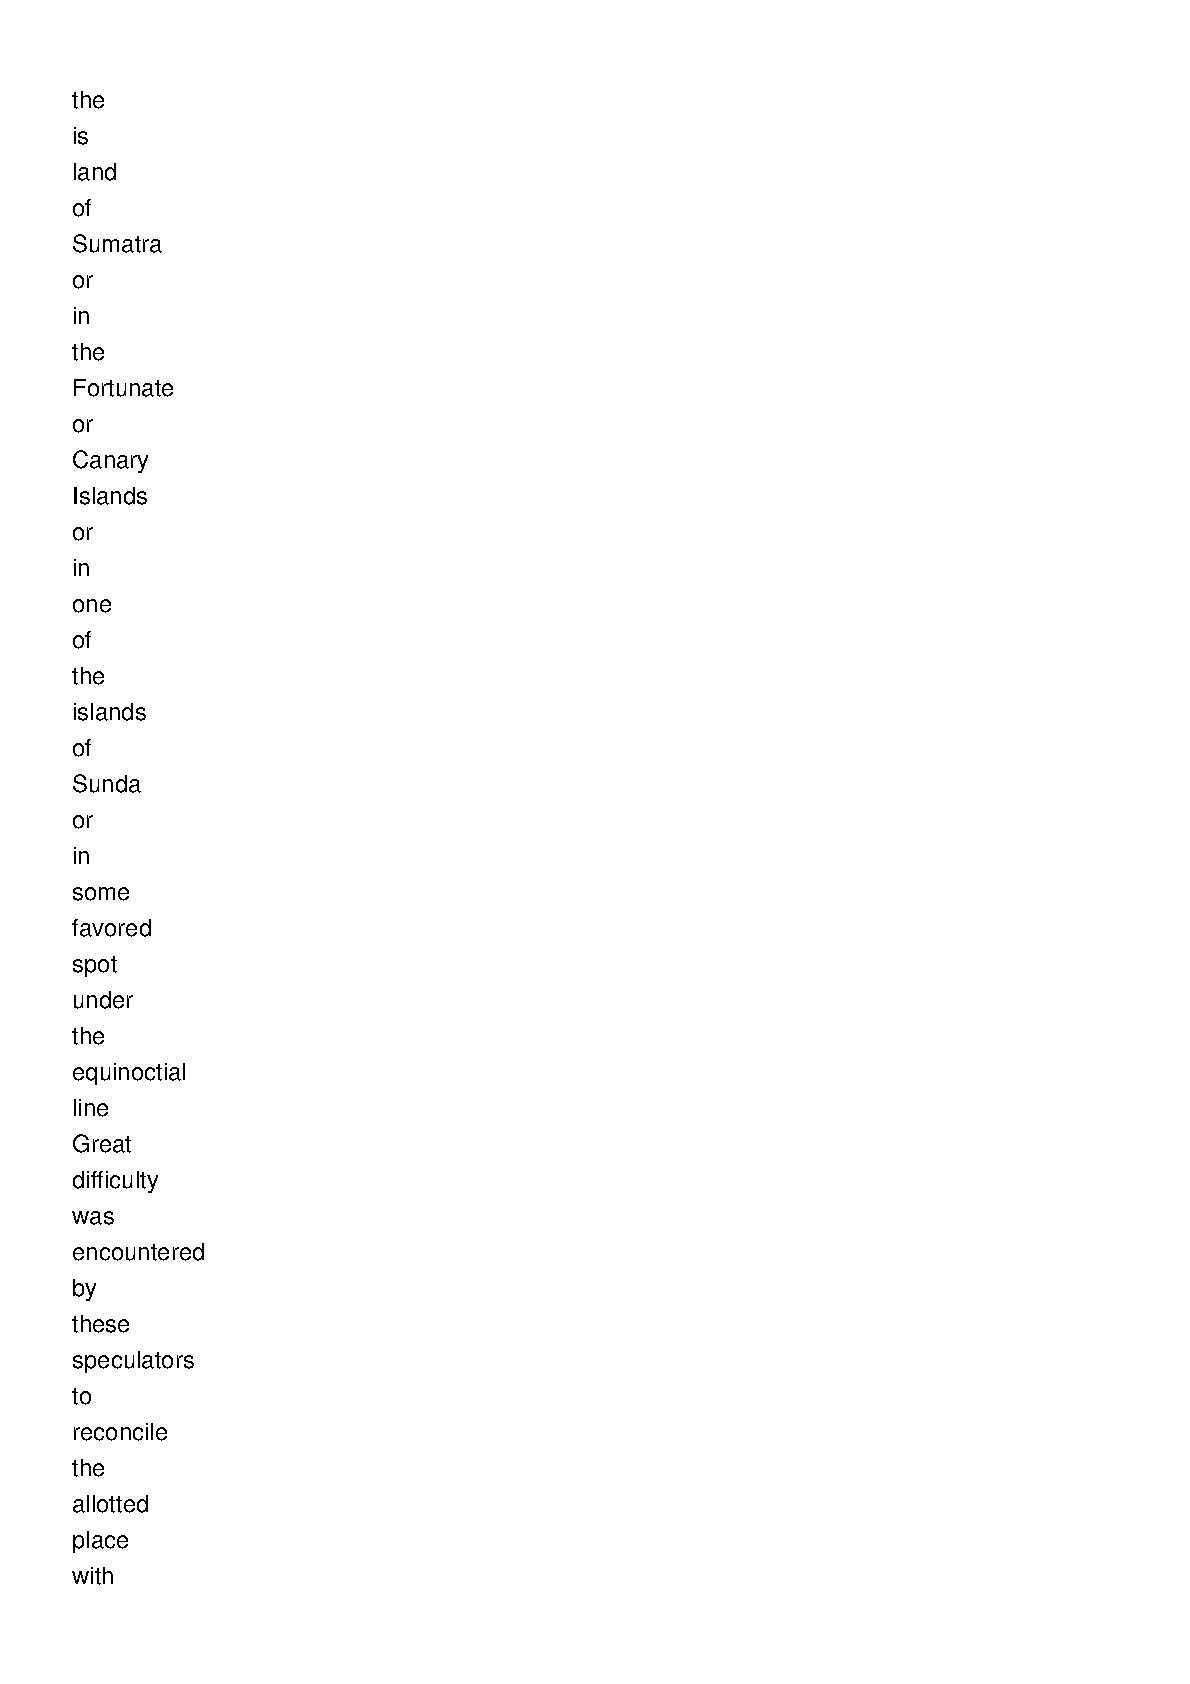 the
is
land
of
Sumatra
or
in
the
Fortunate
or
Canary
Islands
or
in
one
of
the
islands
of
Sunda
or
in
some
favored
spot
under
the
equinoctial
line
Great
difficulty
was
encountered
by
these
speculators
to
reconcile
the
allotted
place
with